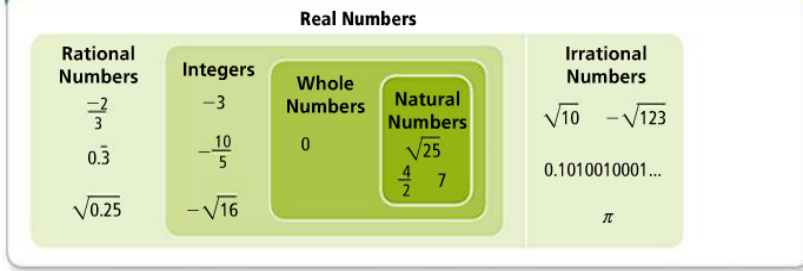 Real Numbers
Rational
Numbers
-2/3
0.3̄
√0.25
Integers
-3
-10/5
-√16
Whole
Numbers
0
Natural
Numbers
√25
4/2 7
Irrational
Numbers
√10 -√123
0.1010010001...
π